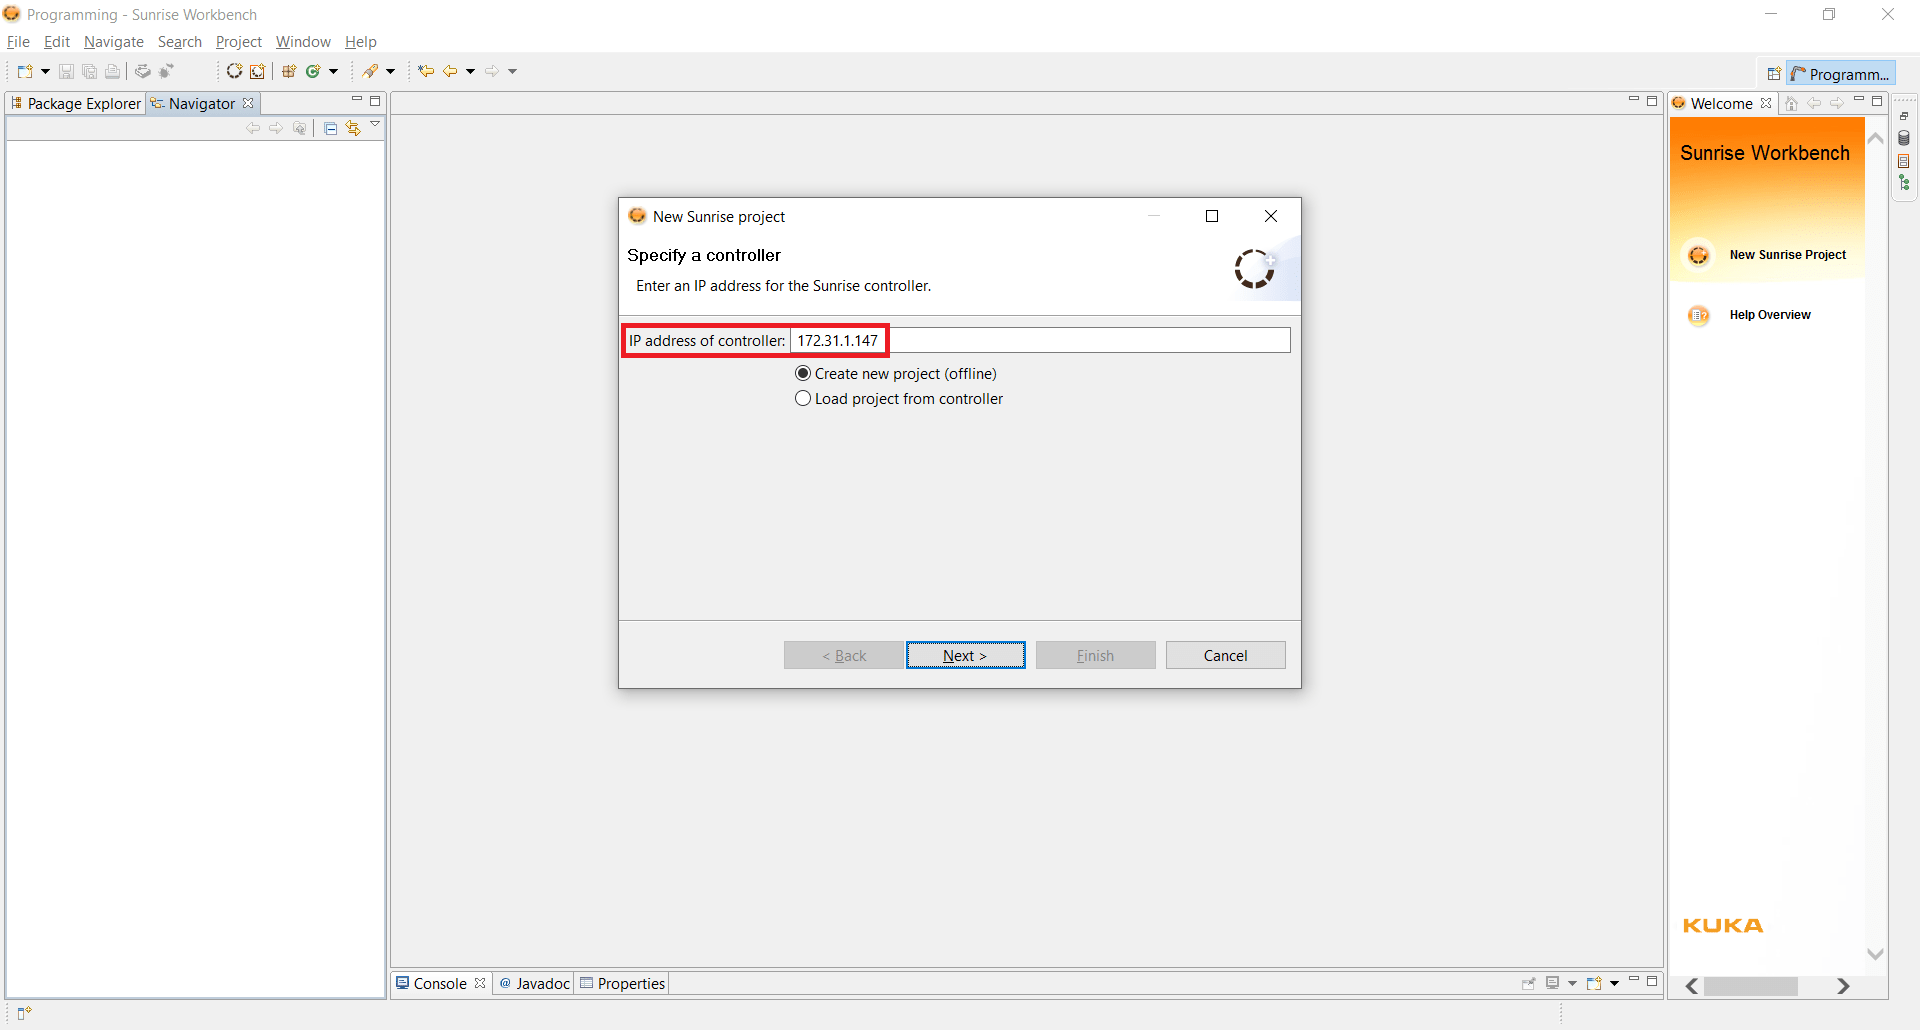 Programming - Sunrise Workbench
File Edit Navigate Search Project Window Help
Programm...
Package Explorer Navigator
Welcome
Sunrise Workbench
New Sunrise Project
Help Overview
KUKA
New Sunrise project
Specify a controller
Enter an IP address for the Sunrise controller.
IP address of controller: 172.31.1.147
Create new project (offline)
Load project from controller
< Back Next > Finish Cancel
Console @ Javadoc Properties